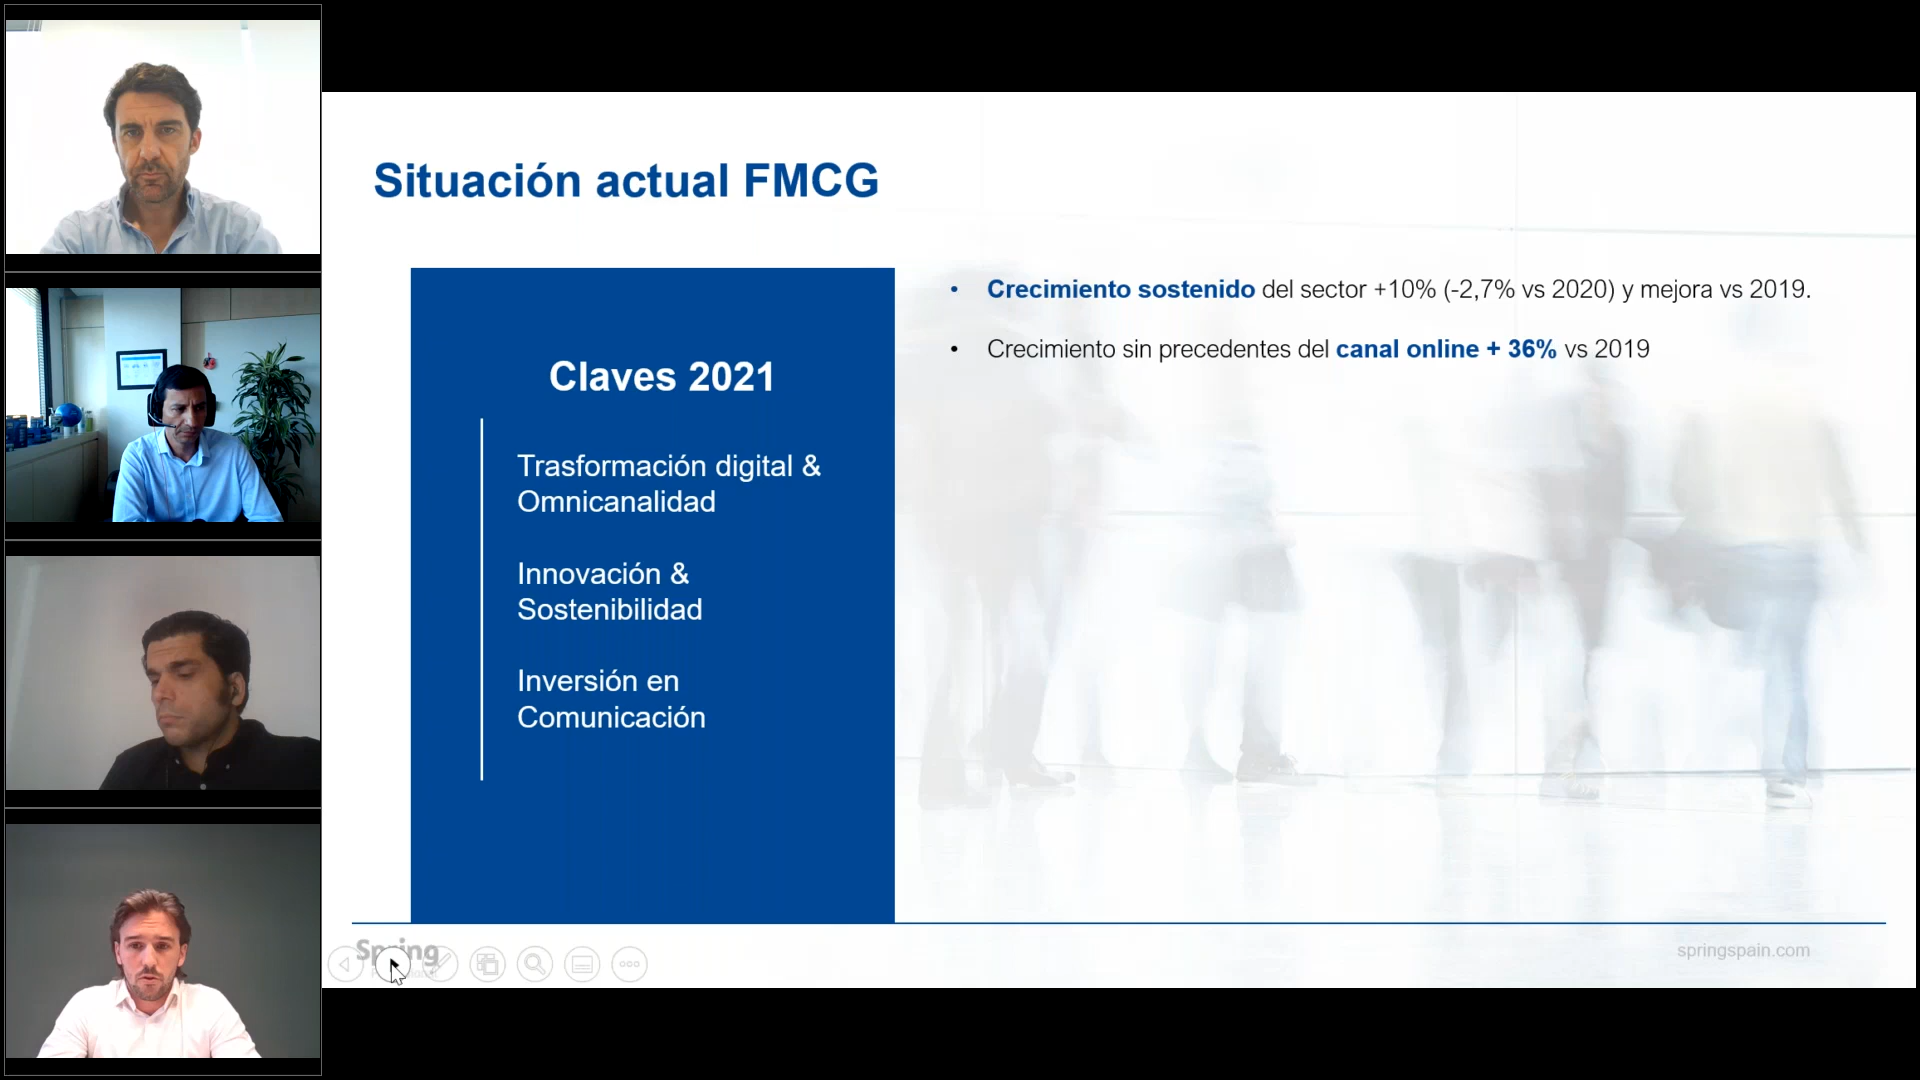 Situación actual FMCG
Claves 2021
Trasformación digital &
Omnicanalidad
Innovación &
Sostenibilidad
Inversión en
Comunicación
• Crecimiento sostenido del sector +10% (-2,7% vs 2020) y mejora vs 2019.
• Crecimiento sin precedentes del canal online + 36% vs 2019
Spring
springspain.com